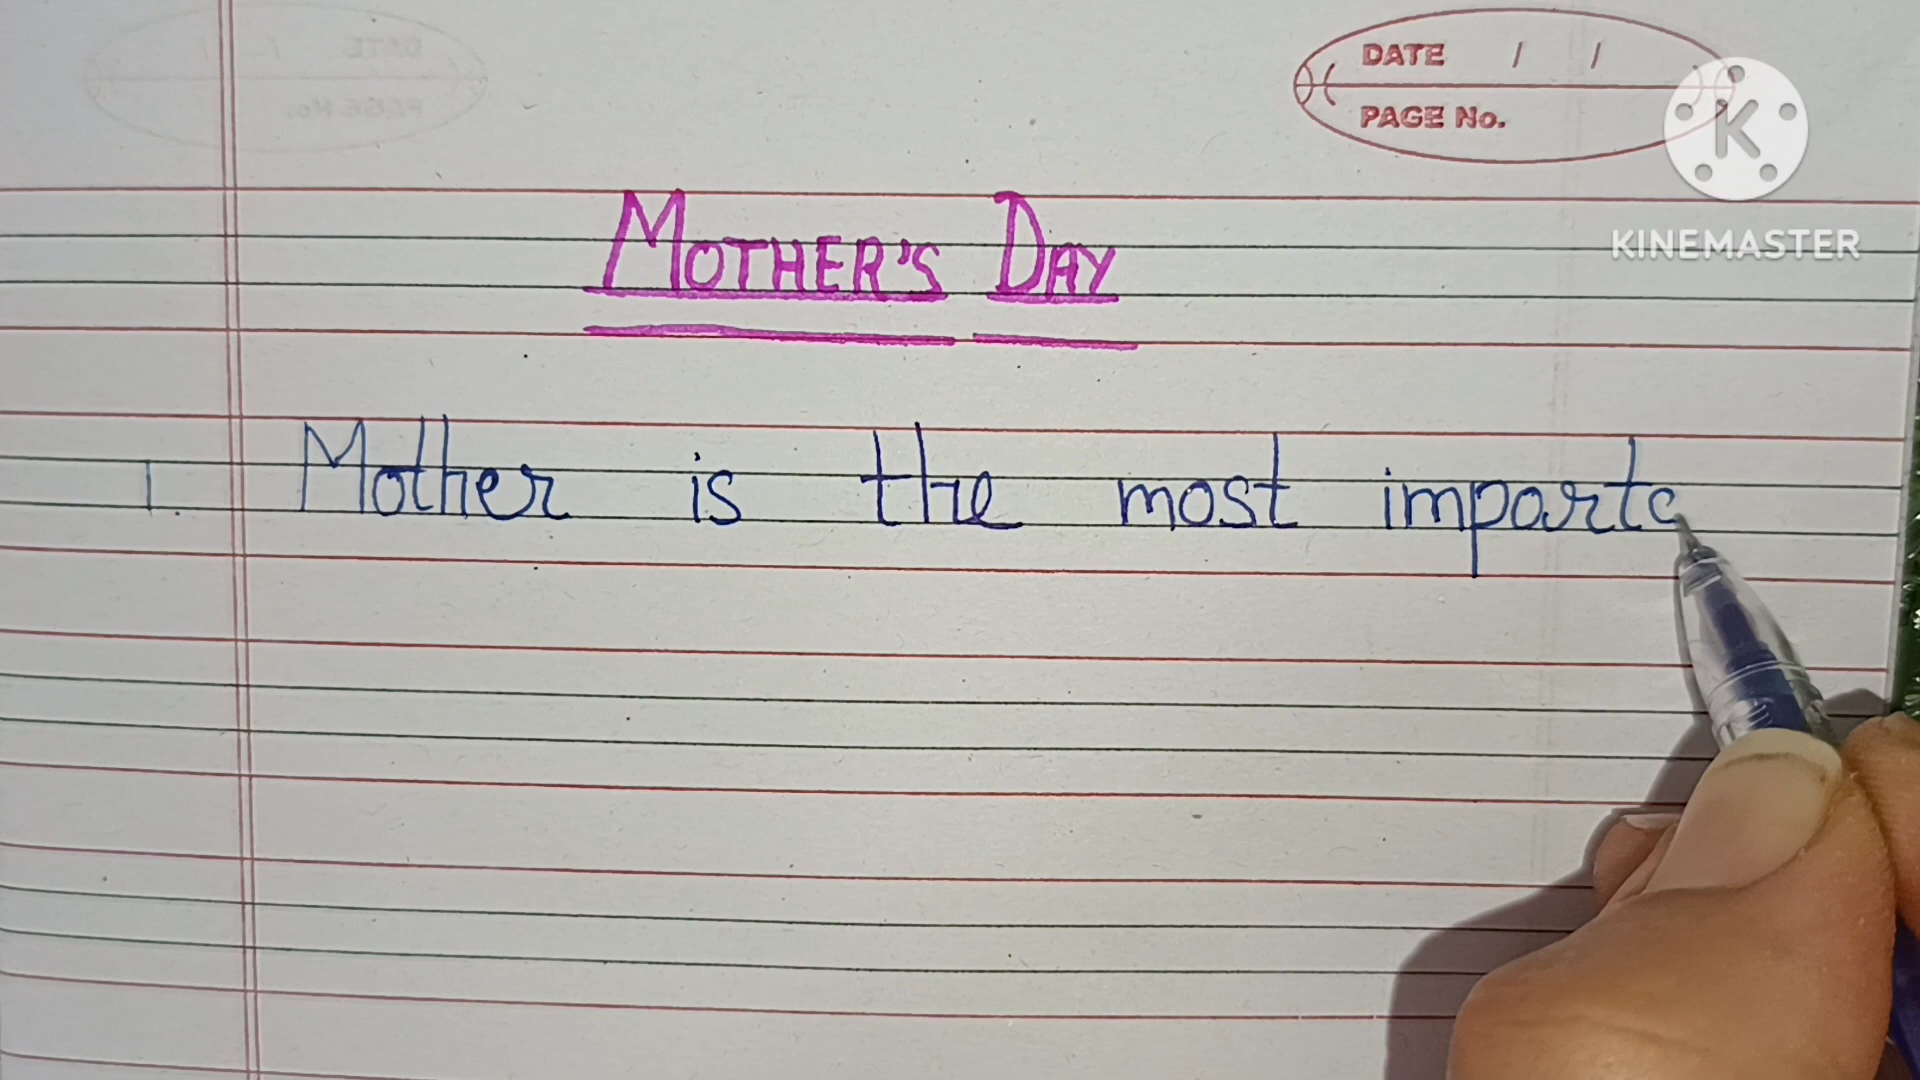 DATE / /
PAGE No.
K
KINEMASTER
MOTHER'S DAY
1. Mother is the most importa